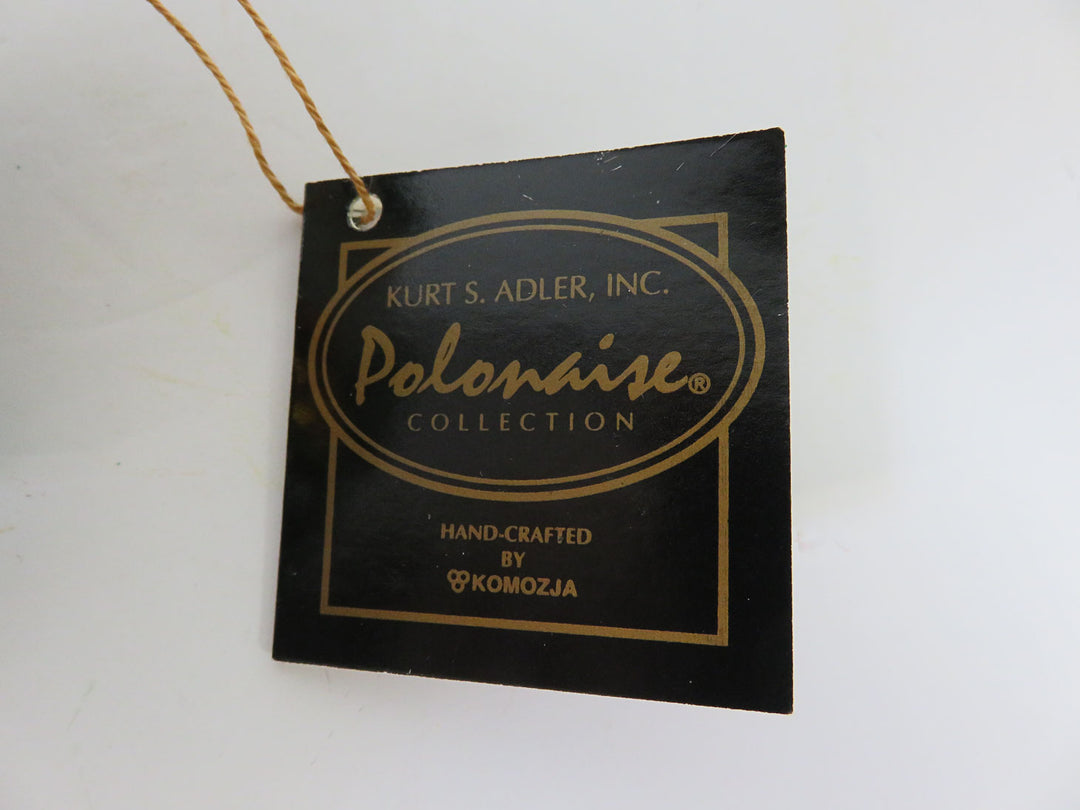 KURT S. ADLER, INC.
Polonaise®
COLLECTION
HAND-CRAFTED
BY
KOMOZJA